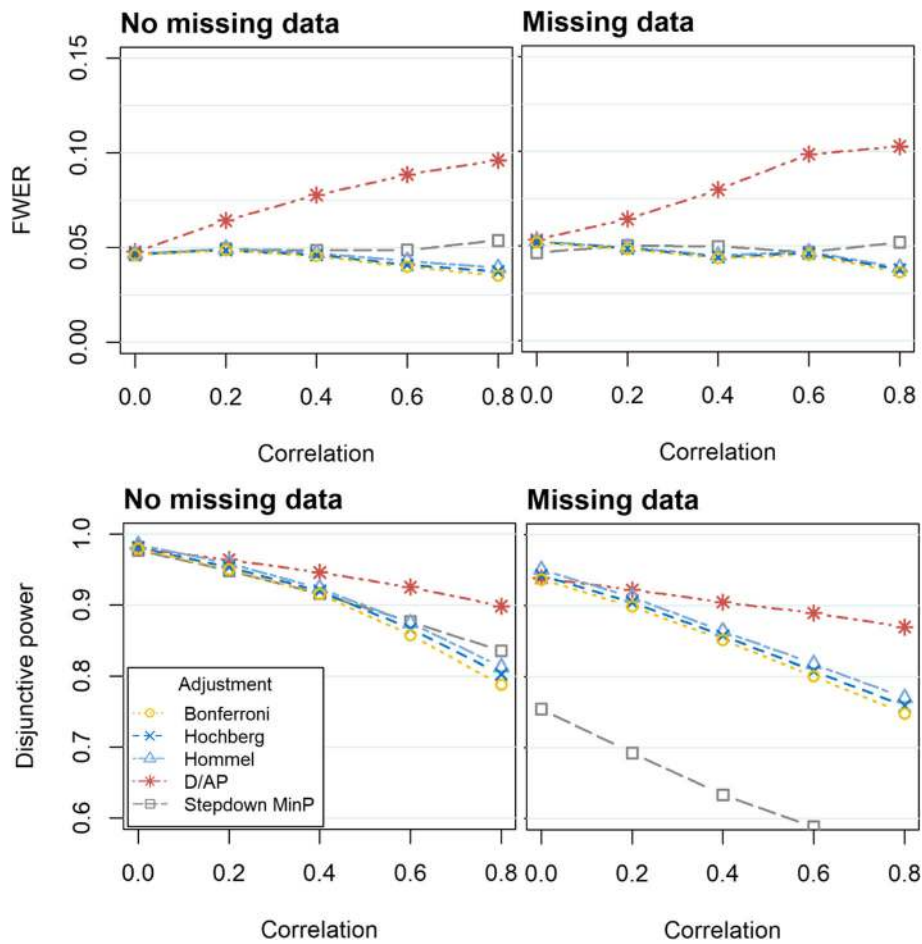 No missing data
Missing data
FWER
0.15
0.10
0.05
0.00
0.0 0.2 0.4 0.6 0.8
0.0 0.2 0.4 0.6 0.8
Correlation
Correlation
No missing data
Missing data
Disjunctive power
1.0
0.9
0.8
0.7
0.6
Adjustment
Bonferroni
Hochberg
Hommel
D/AP
Stepdown MinP
0.0 0.2 0.4 0.6 0.8
0.0 0.2 0.4 0.6 0.8
Correlation
Correlation